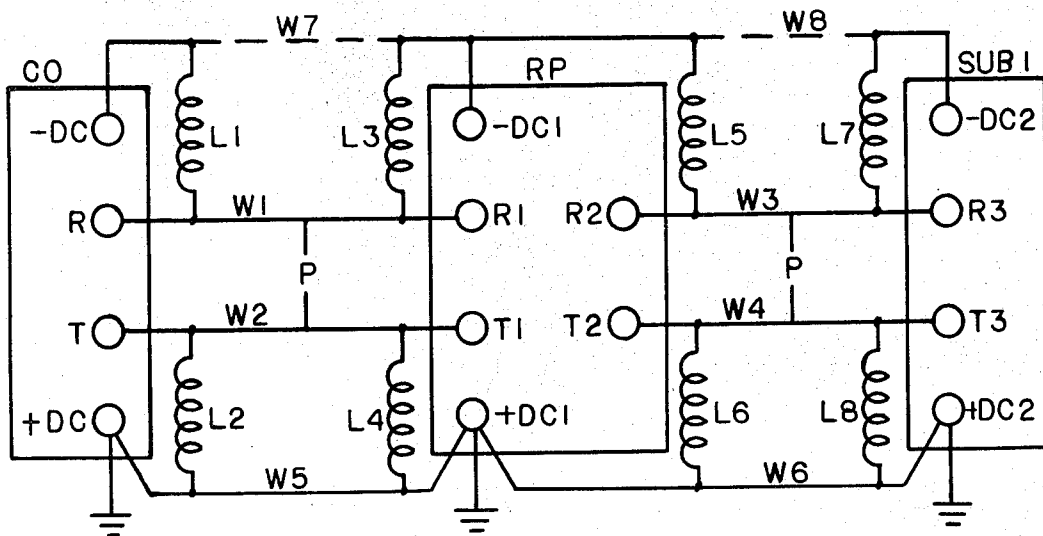 W7
W8
CO
RP
SUB1
-DC
L1
L3
-DC1
L5
L7
-DC2
R
W1
R1
R2
W3
R3
P
P
T
W2
T1
T2
W4
T3
+DC
L2
L4
+DC1
L6
L8
+DC2
W5
W6